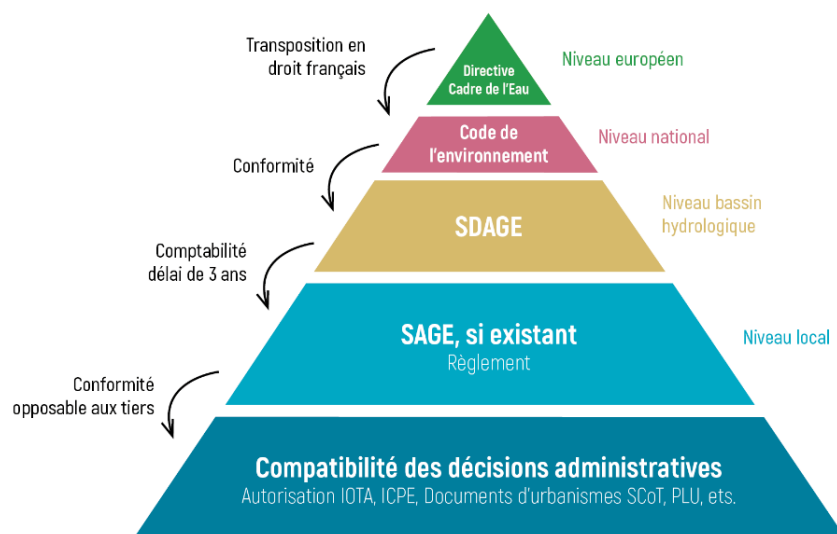 Transposition en
droit français
Directive
Cadre de l'Eau
Niveau européen
Conformité
Code de
l'environnement
Niveau national
Comptabilité
délai de 3 ans
SDAGE
Niveau bassin
hydrologique
Conformité
opposable aux tiers
SAGE, si existant
Règlement
Niveau local
Compatibilité des décisions administratives
Autorisation IOTA, ICPE, Documents d'urbanismes SCoT, PLU, ets.